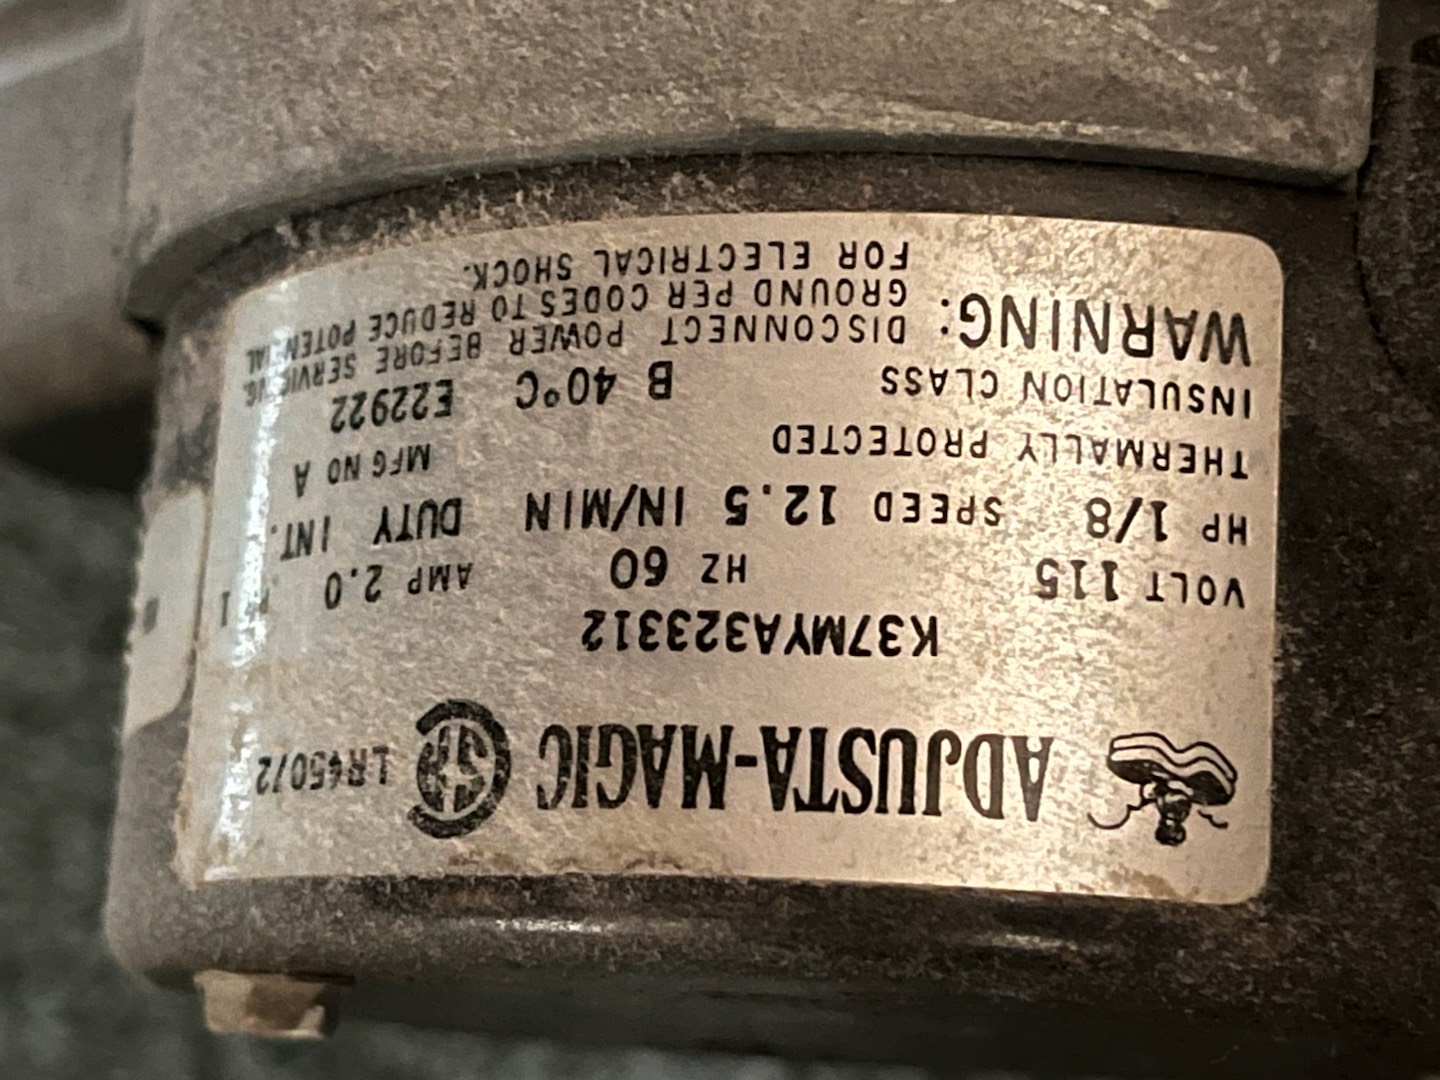 ADJUSTA-MAGIC LR45072
K37MYA323312
VOLT 115 HZ 60 AMP 2.0 1
HP 1/8 SPEED 12.5 IN/MIN DUTY INT.
THERMALLY PROTECTED MFG NO A
INSULATION CLASS B 40°C E22922
WARNING: DISCONNECT POWER BEFORE SERVICING.
GROUND PER CODES TO REDUCE POTENTIAL
FOR ELECTRICAL SHOCK.